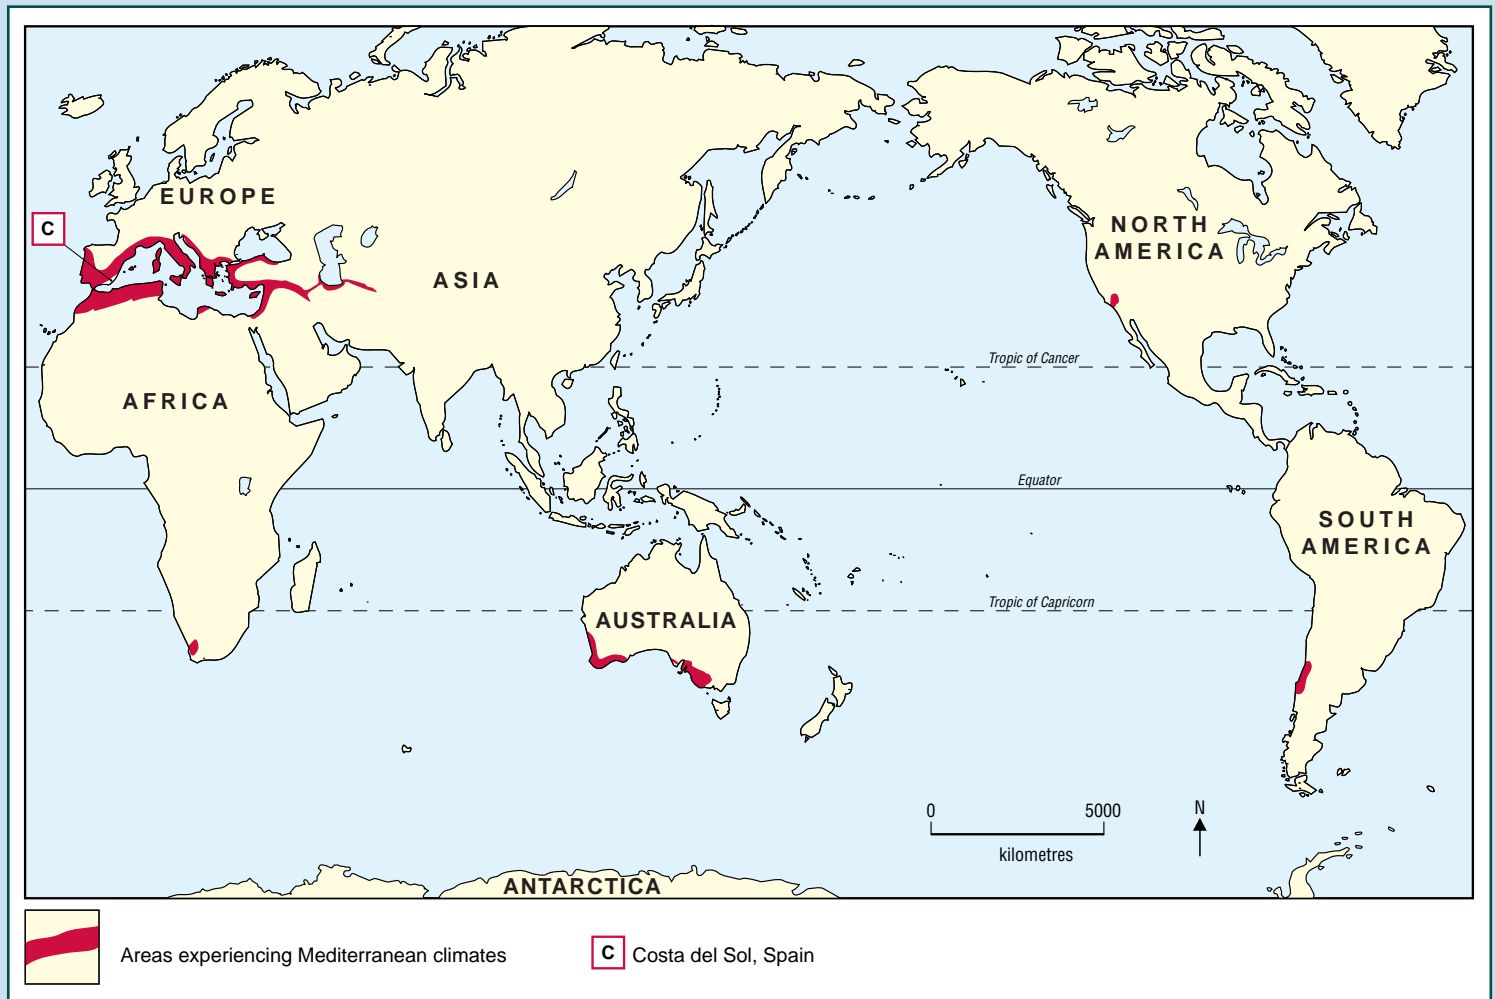 C
EUROPE
NORTH
AMERICA
ASIA
Tropic of Cancer
AFRICA
Equator
SOUTH
AMERICA
Tropic of Capricorn
AUSTRALIA
0 5000
kilometres
N
ANTARCTICA
Areas experiencing Mediterranean climates
C Costa del Sol, Spain